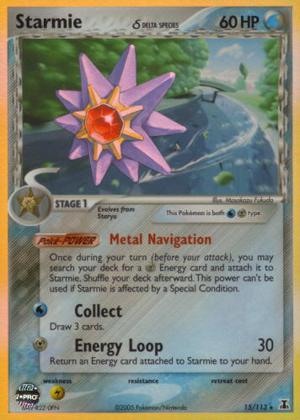 Starmie δ DELTA SPECIES 60 HP
Illus. Masakazu Fukuda
STAGE 1
Evolves from
Staryu
This Pokémon is both type.
Poké-POWER Metal Navigation
Once during your turn (before your attack), you may
search your deck for a Energy card and attach it to
Starmie. Shuffle your deck afterward. This power can't be
used if Starmie is affected by a Special Condition.
Collect
Draw 3 cards.
Energy Loop 30
Return an Energy card attached to Starmie to your hand.
weakness resistance retreat cost
©2005 Pokémon/Nintendo 15/113